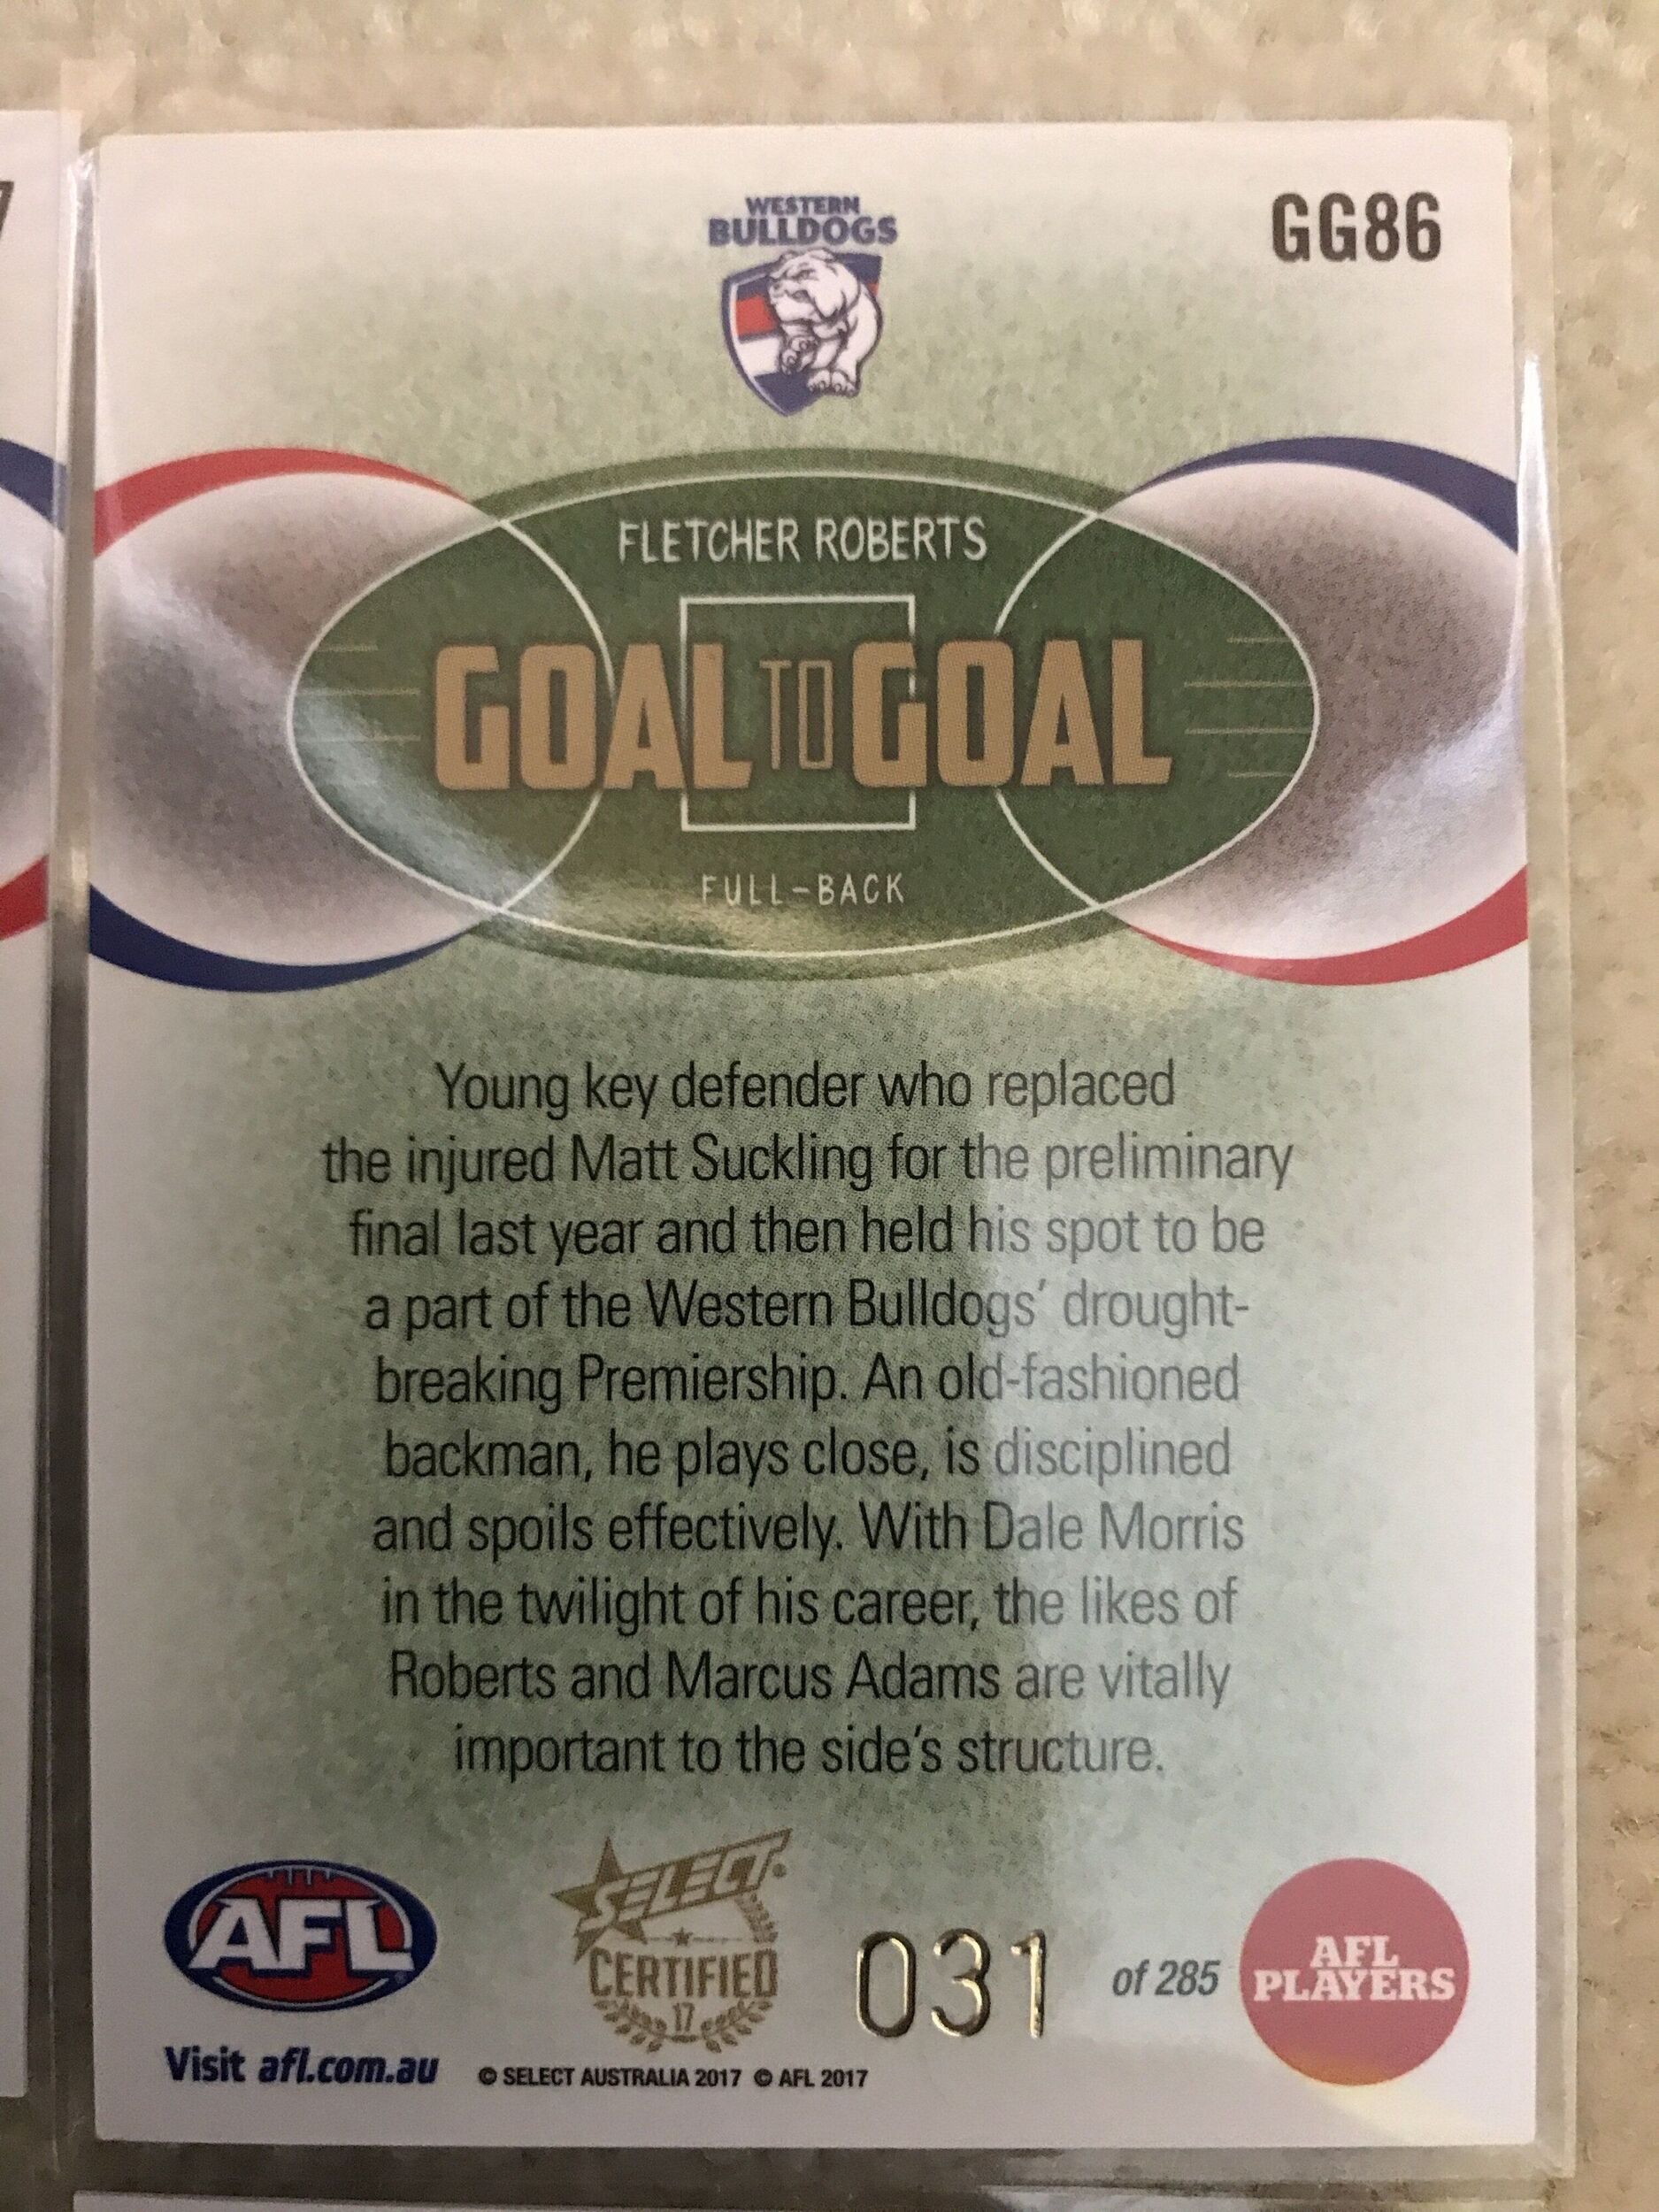 WESTERN
BULLDOGS
GG86
FLETCHER ROBERTS
GOAL TO GOAL
FULL-BACK
Young key defender who replaced
the injured Matt Suckling for the preliminary
final last year and then held his spot to be
a part of the Western Bulldogs' drought-
breaking Premiership. An old-fashioned
backman, he plays close, is disciplined
and spoils effectively. With Dale Morris
in the twilight of his career, the likes of
Roberts and Marcus Adams are vitally
important to the side's structure.
AFL
Visit afl.com.au
SELECT
CERTIFIED
17
031 of 285
AFL
PLAYERS
© SELECT AUSTRALIA 2017 © AFL 2017